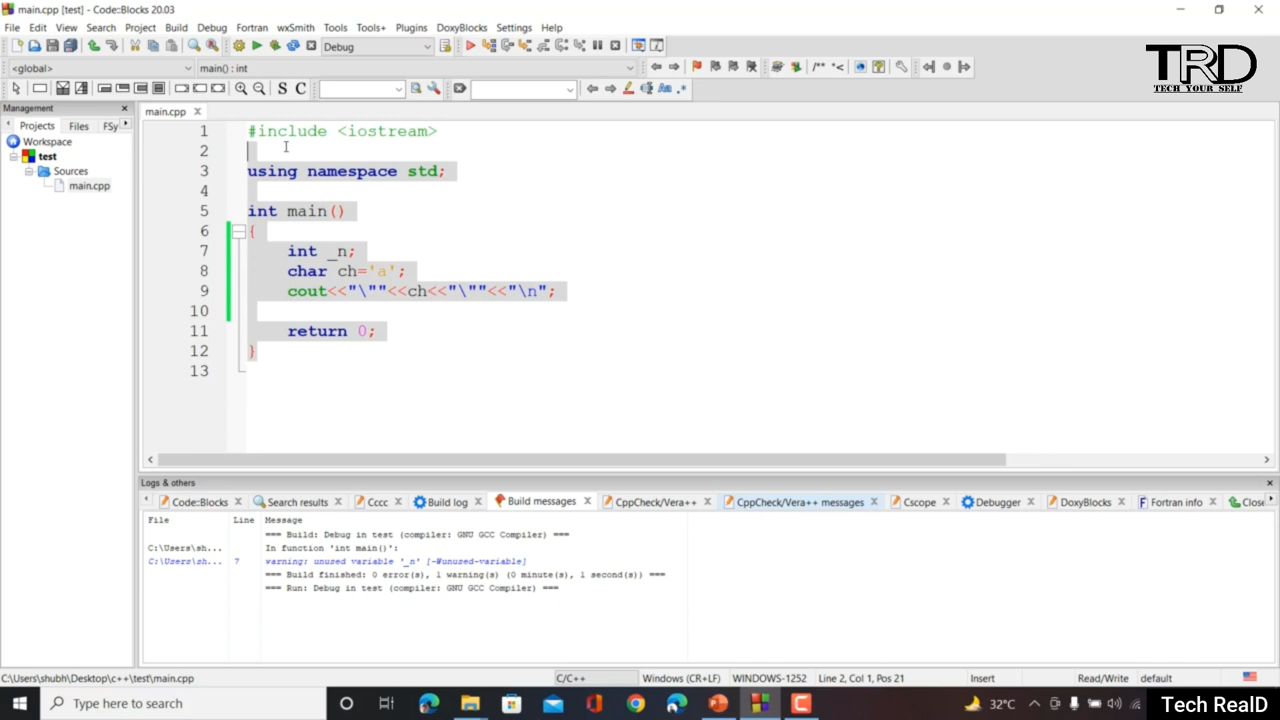 main.cpp [test] - Code::Blocks 20.03
File Edit View Search Project Build Debug Fortran wxSmith Tools Tools+ Plugins DoxyBlocks Settings Help
Debug
<global> main() : int
/** *<
S C
Aa .*
TRD
TECH YOUR SELF
Management
Projects Files FSy
Workspace
test
Sources
main.cpp
main.cpp
1 #include <iostream>
2
3 using namespace std;
4
5 int main()
6 {
7 int _n;
8 char ch='a';
9 cout<<"\""<<ch<<"\""<<"\n";
10
11 return 0;
12 }
13
Logs & others
Code::Blocks Search results Cccc Build log Build messages CppCheck/Vera++ CppCheck/Vera++ messages Cscope Debugger DoxyBlocks Fortran info Close
File Line Message
=== Build: Debug in test (compiler: GNU GCC Compiler) ===
C:\Users\sh... In function 'int main()':
C:\Users\sh... 7 warning: unused variable '_n' [-Wunused-variable]
=== Build finished: 0 error(s), 1 warning(s) (0 minute(s), 1 second(s)) ===
=== Run: Debug in test (compiler: GNU GCC Compiler) ===
C:\Users\shubh\Desktop\c++\test\main.cpp C/C++ Windows (CR+LF) WINDOWS-1252 Line 2, Col 1, Pos 21 Insert Read/Write default
Type here to search
32°C
Tech RealD